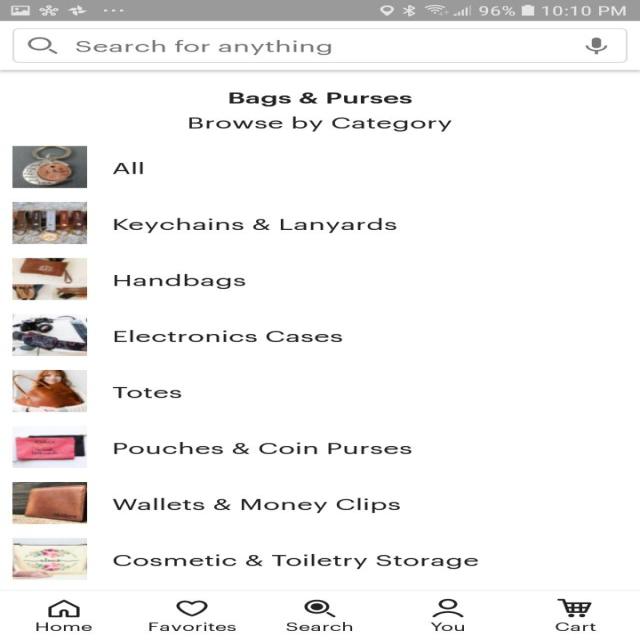 96% 10:10 PM
Search for anything
Bags & Purses
Browse by Category
All
Keychains & Lanyards
Handbags
Electronics Cases
Totes
Pouches & Coin Purses
Wallets & Money Clips
Cosmetic & Toiletry Storage
Home Favorites Search You Cart